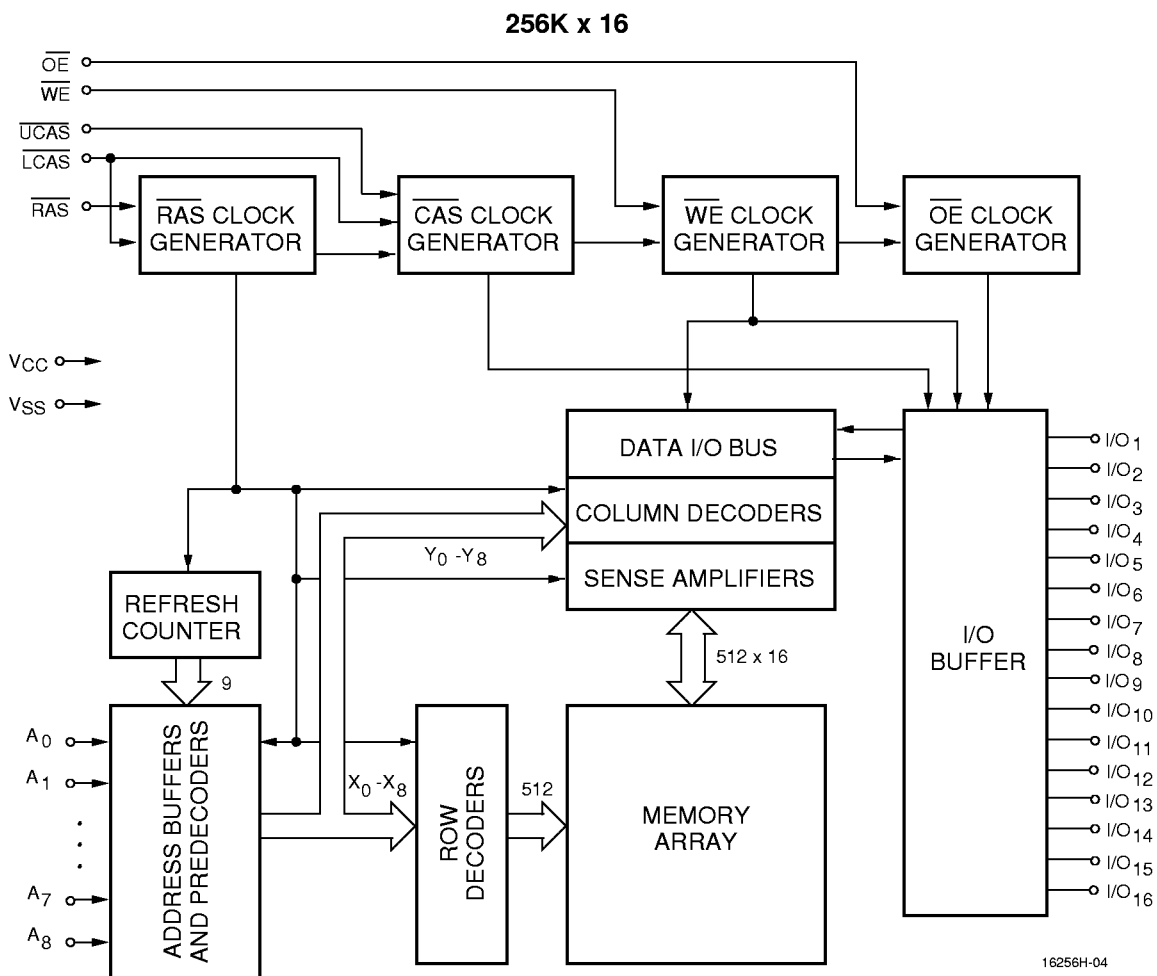 256K x 16
OE
WE
UCAS
LCAS
RAS
RAS CLOCK
GENERATOR
CAS CLOCK
GENERATOR
WE CLOCK
GENERATOR
OE CLOCK
GENERATOR
VCC
VSS
DATA I/O BUS
COLUMN DECODERS
Y0 -Y8
SENSE AMPLIFIERS
REFRESH
COUNTER
9
512 x 16
I/O
BUFFER
I/O1
I/O2
I/O3
I/O4
I/O5
I/O6
I/O7
I/O8
I/O9
I/O10
I/O11
I/O12
I/O13
I/O14
I/O15
I/O16
A0
A1
A7
A8
ADDRESS BUFFERS
AND PREDECODERS
X0 -X8
ROW
DECODERS
512
MEMORY
ARRAY
16256H-04